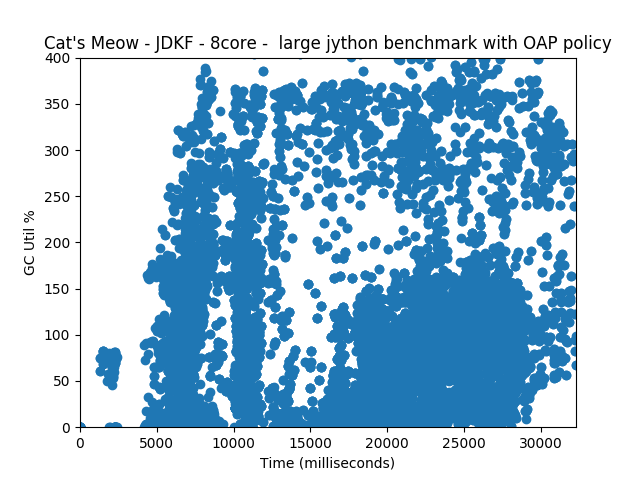 Cat's Meow - JDKF - 8core -  large jython benchmark with OAP policy
400
350
300
250
200
150
100
50
0
GC Util %
0 5000 10000 15000 20000 25000 30000
Time (milliseconds)